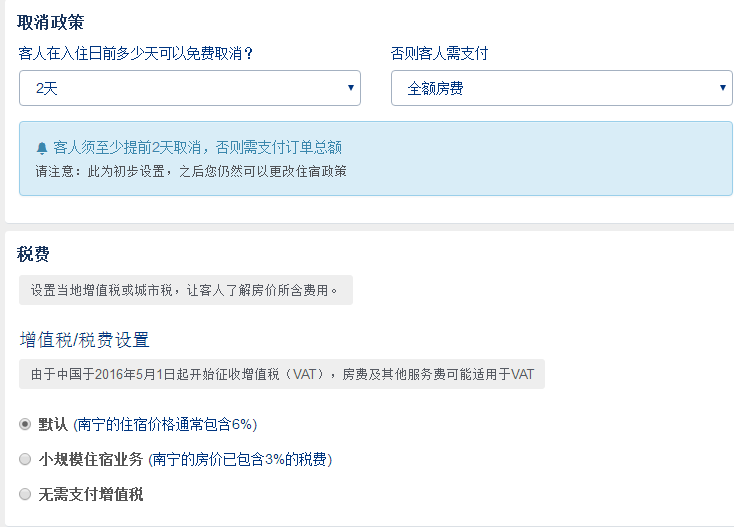 取消政策
客人在入住日前多少天可以免费取消？
否则客人需支付
2天
全额房费
客人须至少提前2天取消，否则需支付订单总额
请注意：此为初步设置，之后您仍然可以更改住宿政策
税费
设置当地增值税或城市税，让客人了解房价所含费用。
增值税/税费设置
由于中国于2016年5月1日起开始征收增值税（VAT），房费及其他服务费可能适用于VAT
默认 (南宁的住宿价格通常包含6%)
小规模住宿业务 (南宁的房价已包含3%的税费)
无需支付增值税